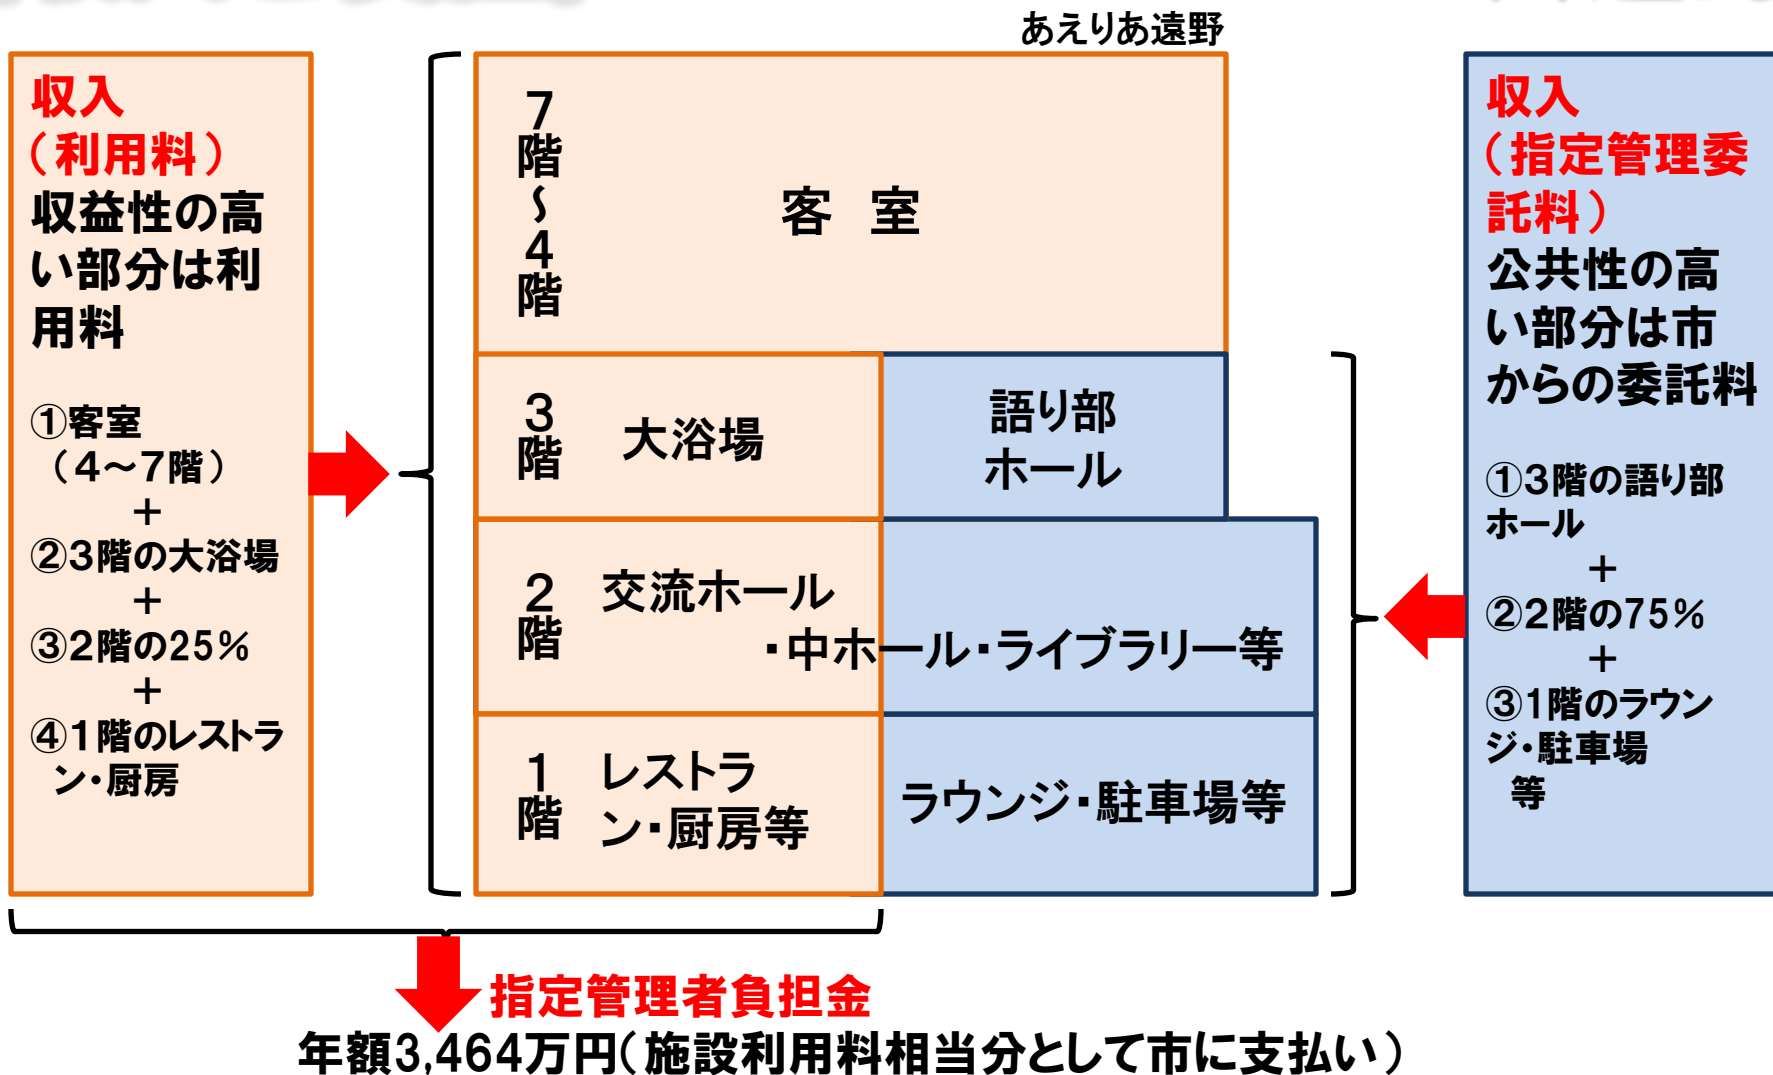 あえりあ遠野
収入
（利用料）
収益性の高
い部分は利
用料
①客室
（４～７階）
＋
②３階の大浴場
＋
③２階の25％
＋
④１階のレストラ
ン・厨房
７階～４階
客　室
３階
大浴場
語り部
ホール
２階
交流ホール
・中ホール・ライブラリー等
１階
レストラ
ン・厨房等
ラウンジ・駐車場等
収入
（指定管理委
託料）
公共性の高
い部分は市
からの委託料
①３階の語り部
ホール
＋
②２階の75％
＋
③１階のラウン
ジ・駐車場
等
指定管理者負担金
年額3,464万円（施設利用料相当分として市に支払い）